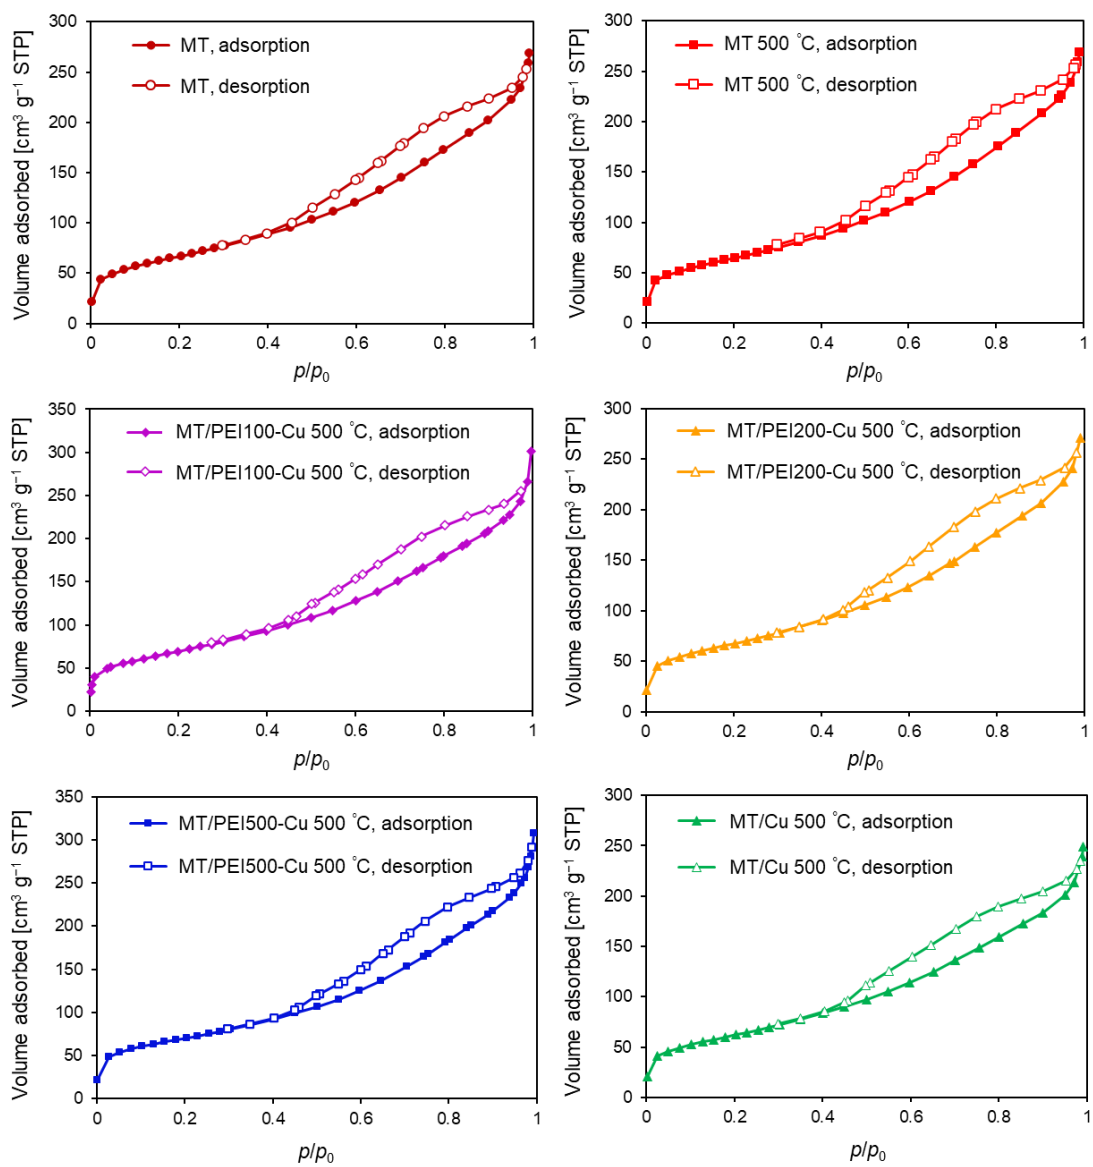 Volume adsorbed [cm³ g⁻¹ STP]
300
250
200
150
100
50
0
MT, adsorption
MT, desorption
0 0.2 0.4 0.6 0.8 1
p/p₀
Volume adsorbed [cm³ g⁻¹ STP]
300
250
200
150
100
50
0
MT 500 °C, adsorption
MT 500 °C, desorption
0 0.2 0.4 0.6 0.8 1
p/p₀
Volume adsorbed [cm³ g⁻¹ STP]
350
300
250
200
150
100
50
0
MT/PEI100-Cu 500 °C, adsorption
MT/PEI100-Cu 500 °C, desorption
0 0.2 0.4 0.6 0.8 1
p/p₀
Volume adsorbed [cm³ g⁻¹ STP]
300
250
200
150
100
50
0
MT/PEI200-Cu 500 °C, adsorption
MT/PEI200-Cu 500 °C, desorption
0 0.2 0.4 0.6 0.8 1
p/p₀
Volume adsorbed [cm³ g⁻¹ STP]
350
300
250
200
150
100
50
0
MT/PEI500-Cu 500 °C, adsorption
MT/PEI500-Cu 500 °C, desorption
0 0.2 0.4 0.6 0.8 1
p/p₀
Volume adsorbed [cm³ g⁻¹ STP]
300
250
200
150
100
50
0
MT/Cu 500 °C, adsorption
MT/Cu 500 °C, desorption
0 0.2 0.4 0.6 0.8 1
p/p₀